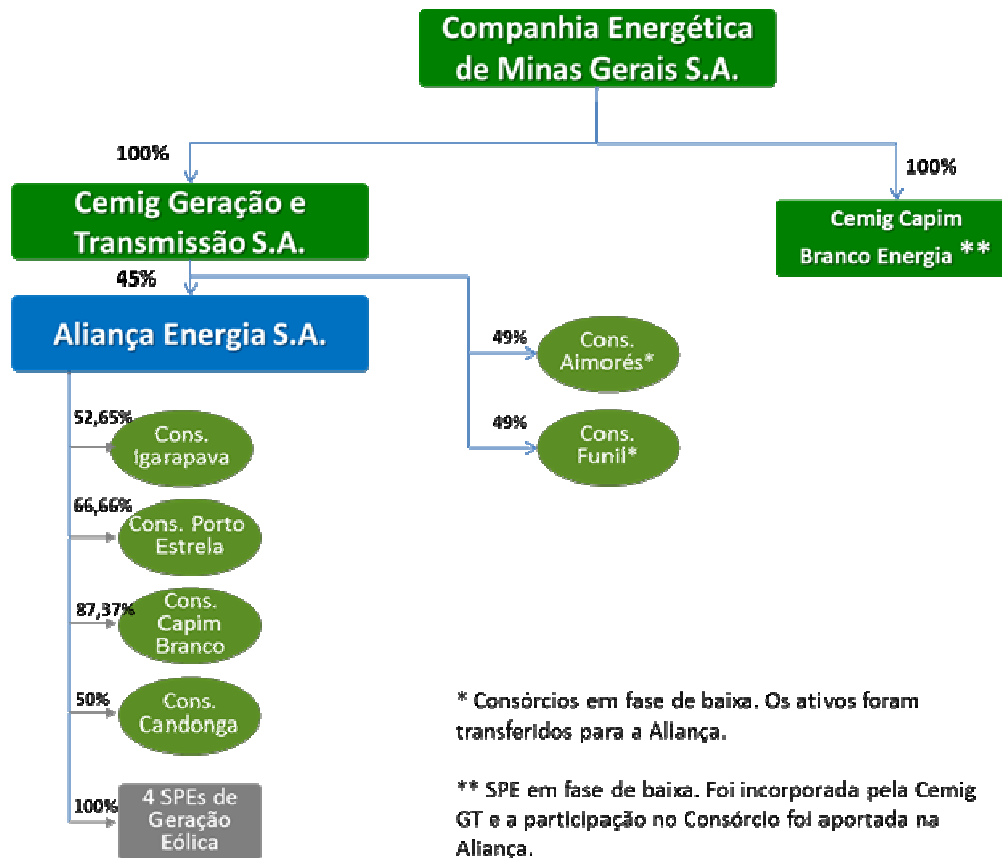 Companhia Energética
de Minas Gerais S.A.
100%
100%
Cemig Geração e
Transmissão S.A.
Cemig Capim
Branco Energia **
45%
Aliança Energia S.A.
49%
Cons.
Aimorés*
49%
Cons.
Funil*
52,65%
Cons.
Igarapava
66,66%
Cons. Porto
Estrela
87,37%
Cons.
Capim
Branco
50%
Cons.
Candonga
100%
4 SPEs de
Geração
Eólica
* Consórcios em fase de baixa. Os ativos foram
transferidos para a Aliança.
** SPE em fase de baixa. Foi incorporada pela Cemig
GT e a participação no Consórcio foi aportada na
Aliança.